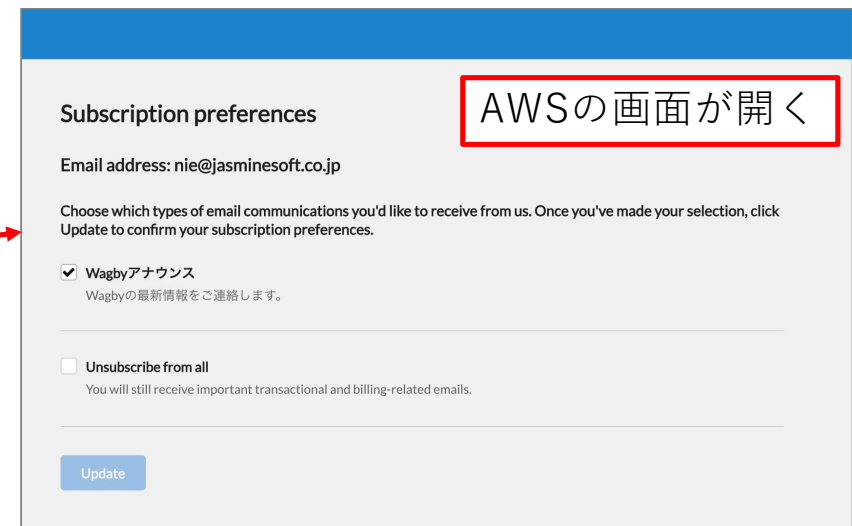 AWSの画面が開く
Subscription preferences
Email address: nie@jasminesoft.co.jp
Choose which types of email communications you'd like to receive from us. Once you've made your selection, click
Update to confirm your subscription preferences.
Wagbyアナウンス
Wagbyの最新情報をご連絡します。
Unsubscribe from all
You will still receive important transactional and billing-related emails.
Update